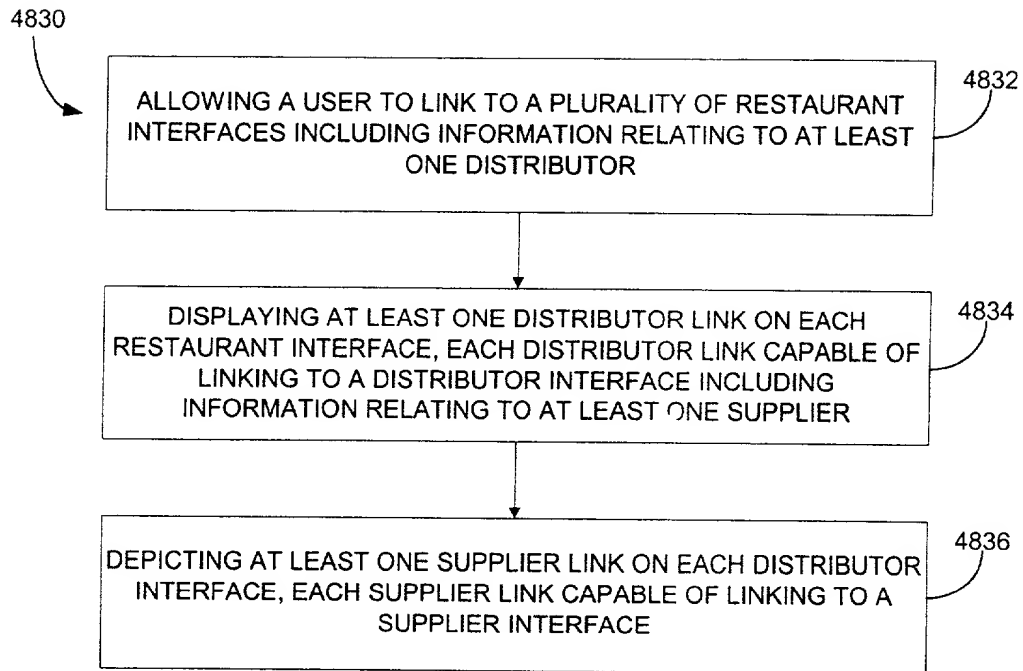 4830
4832
ALLOWING A USER TO LINK TO A PLURALITY OF RESTAURANT
INTERFACES INCLUDING INFORMATION RELATING TO AT LEAST
ONE DISTRIBUTOR
4834
DISPLAYING AT LEAST ONE DISTRIBUTOR LINK ON EACH
RESTAURANT INTERFACE, EACH DISTRIBUTOR LINK CAPABLE OF
LINKING TO A DISTRIBUTOR INTERFACE INCLUDING
INFORMATION RELATING TO AT LEAST ONE SUPPLIER
4836
DEPICTING AT LEAST ONE SUPPLIER LINK ON EACH DISTRIBUTOR
INTERFACE, EACH SUPPLIER LINK CAPABLE OF LINKING TO A
SUPPLIER INTERFACE